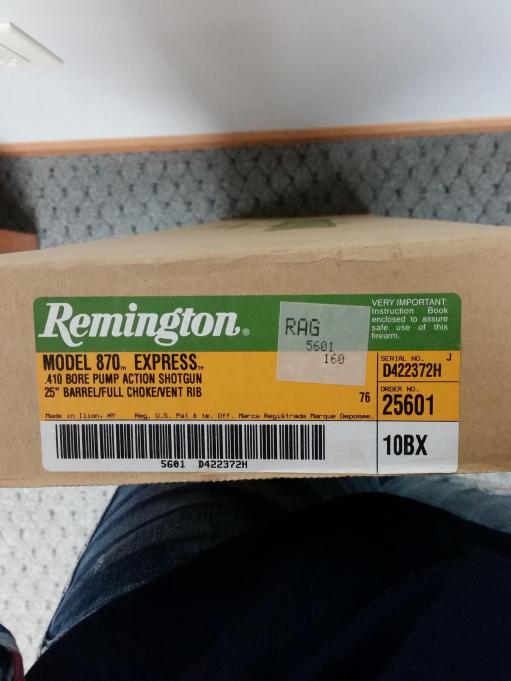 Remington®
RAG
5601
160
VERY IMPORTANT:
Instruction Book
enclosed to assure
safe use of this
firearm.
MODEL 870™ EXPRESS™
.410 BORE PUMP ACTION SHOTGUN
25" BARREL/FULL CHOKE/VENT RIB
76
Made in Ilion, NY Reg. U.S. Pat & tm. Off. Marca Registrada Marque Deposee.
SERIAL NO. J
D422372H
ORDER NO.
25601
10BX
5601 D422372H